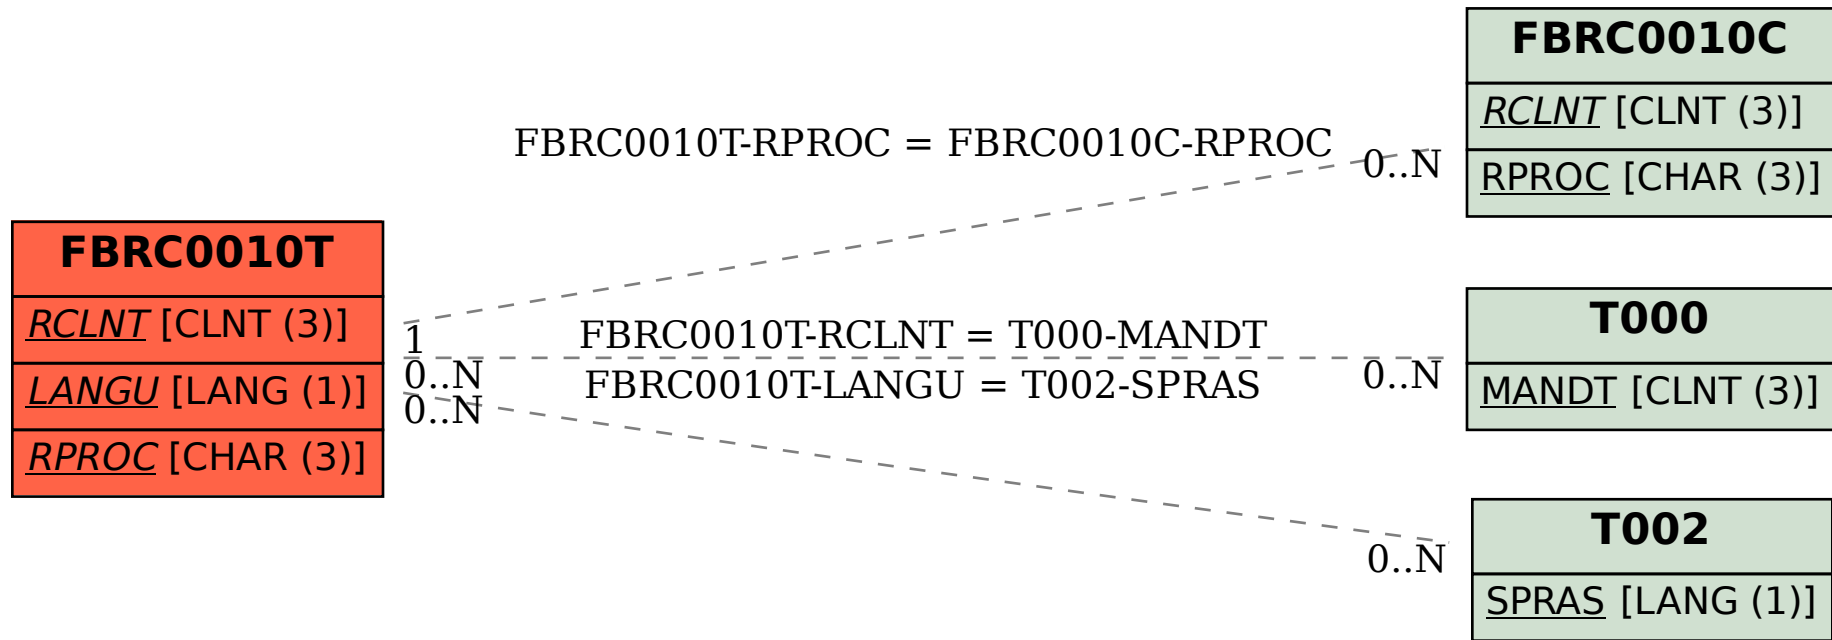 FBRC0010C
RCLNT [CLNT (3)]
RPROC [CHAR (3)]
FBRC0010T-RPROC = FBRC0010C-RPROC
0..N
FBRC0010T
RCLNT [CLNT (3)]
LANGU [LANG (1)]
RPROC [CHAR (3)]
1
0..N
0..N
FBRC0010T-RCLNT = T000-MANDT
FBRC0010T-LANGU = T002-SPRAS
0..N
T000
MANDT [CLNT (3)]
0..N
T002
SPRAS [LANG (1)]